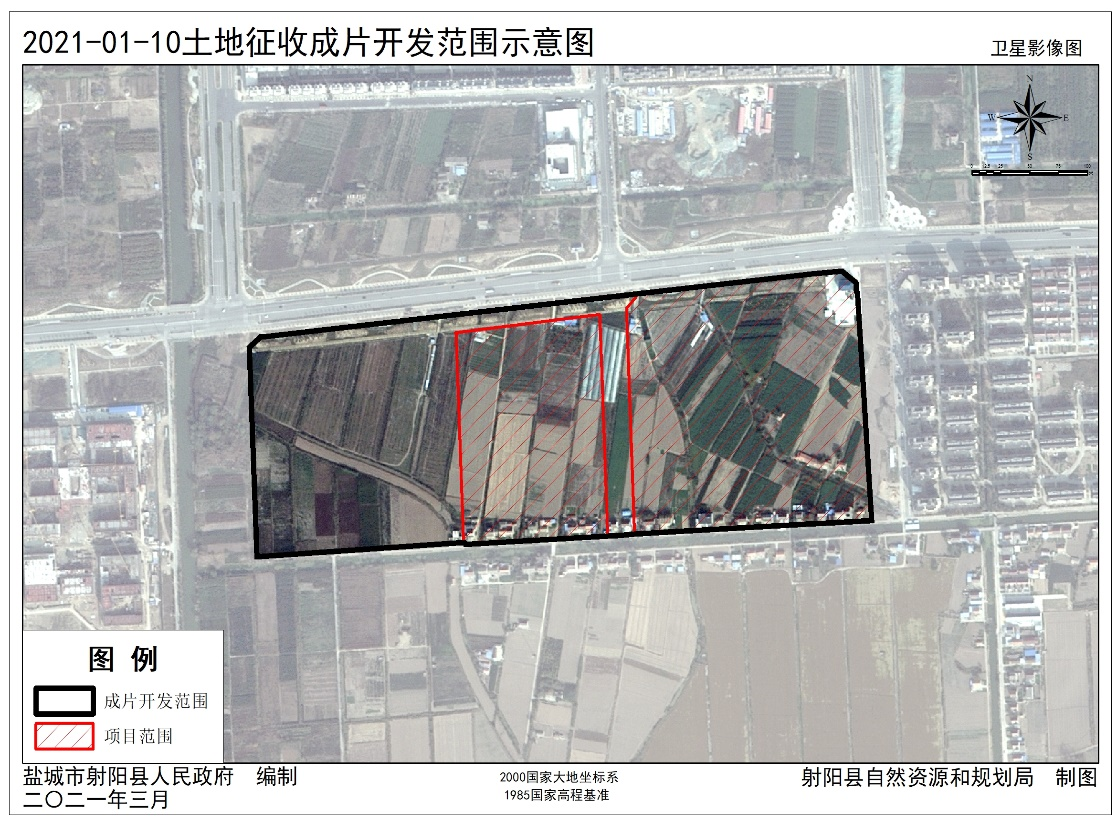 2021-01-10土地征收成片开发范围示意图
卫星影像图
N
W E
S
图 例
成片开发范围
项目范围
盐城市射阳县人民政府 编制
二〇二一年三月
2000国家大地坐标系
1985国家高程基准
射阳县自然资源和规划局 制图